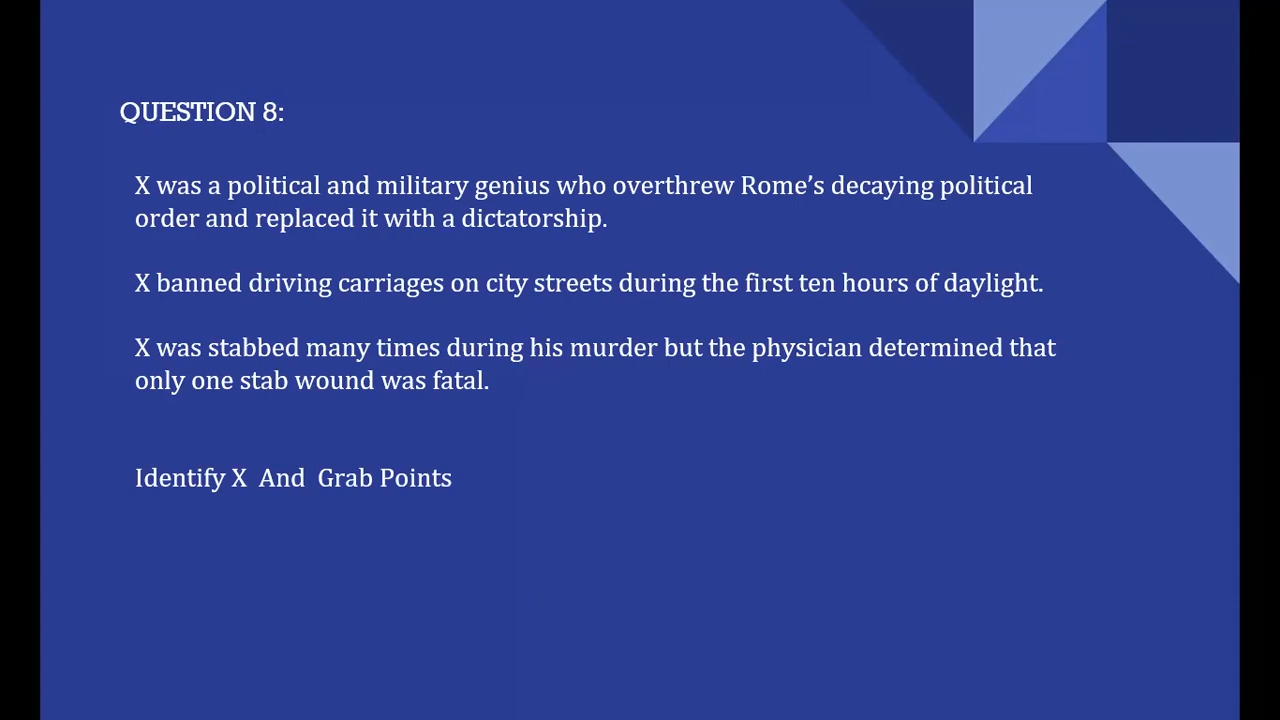 QUESTION 8:
X was a political and military genius who overthrew Rome’s decaying political
order and replaced it with a dictatorship.
X banned driving carriages on city streets during the first ten hours of daylight.
X was stabbed many times during his murder but the physician determined that
only one stab wound was fatal.
Identify X  And  Grab Points